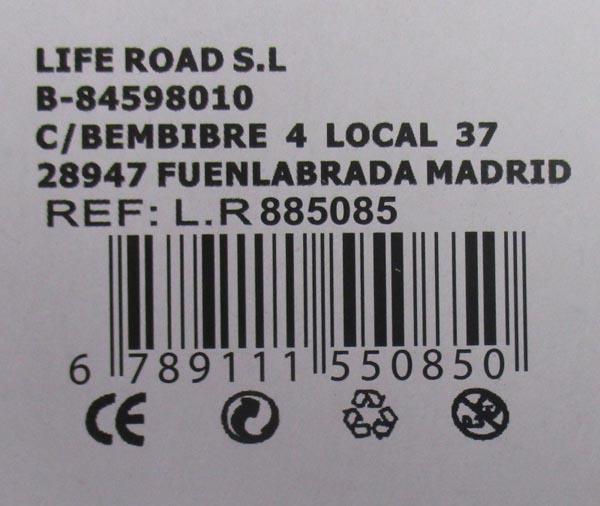 LIFE ROAD S.L
B-84598010
C/BEMBIBRE 4 LOCAL 37
28947 FUENLABRADA MADRID
REF: L.R 885085
6 789111 550850
CE